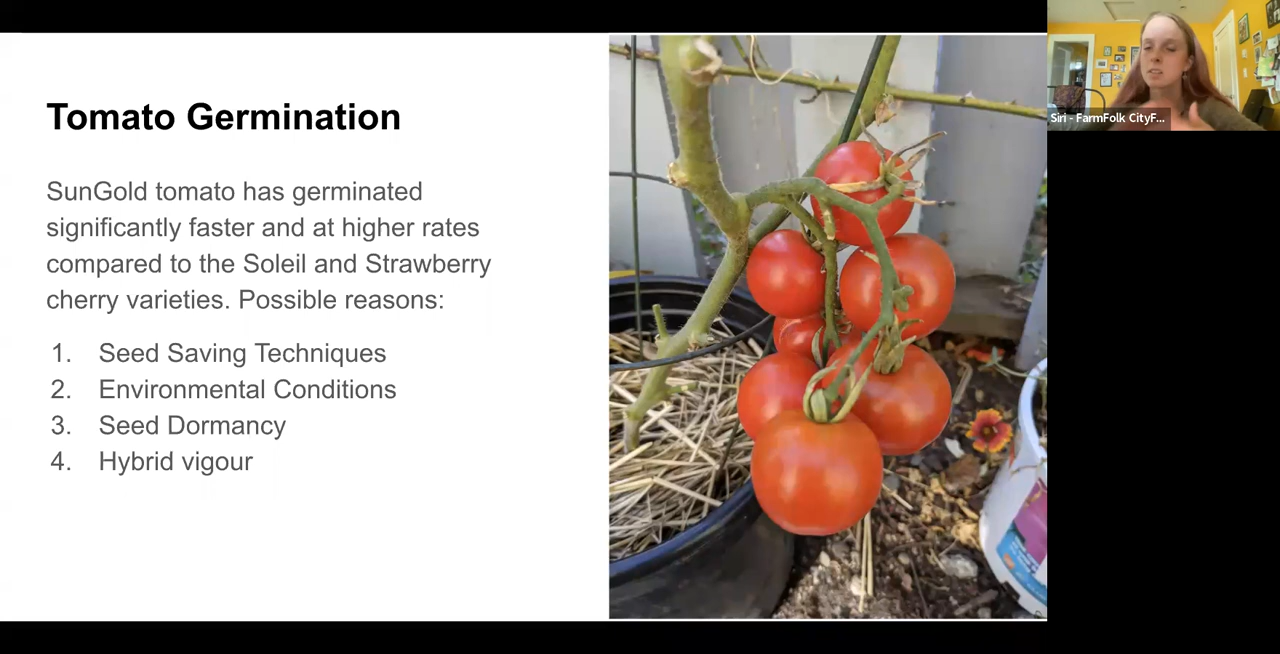 Tomato Germination
SunGold tomato has germinated
significantly faster and at higher rates
compared to the Soleil and Strawberry
cherry varieties. Possible reasons:
1. Seed Saving Techniques
2. Environmental Conditions
3. Seed Dormancy
4. Hybrid vigour
Siri - FarmFolk CityF...